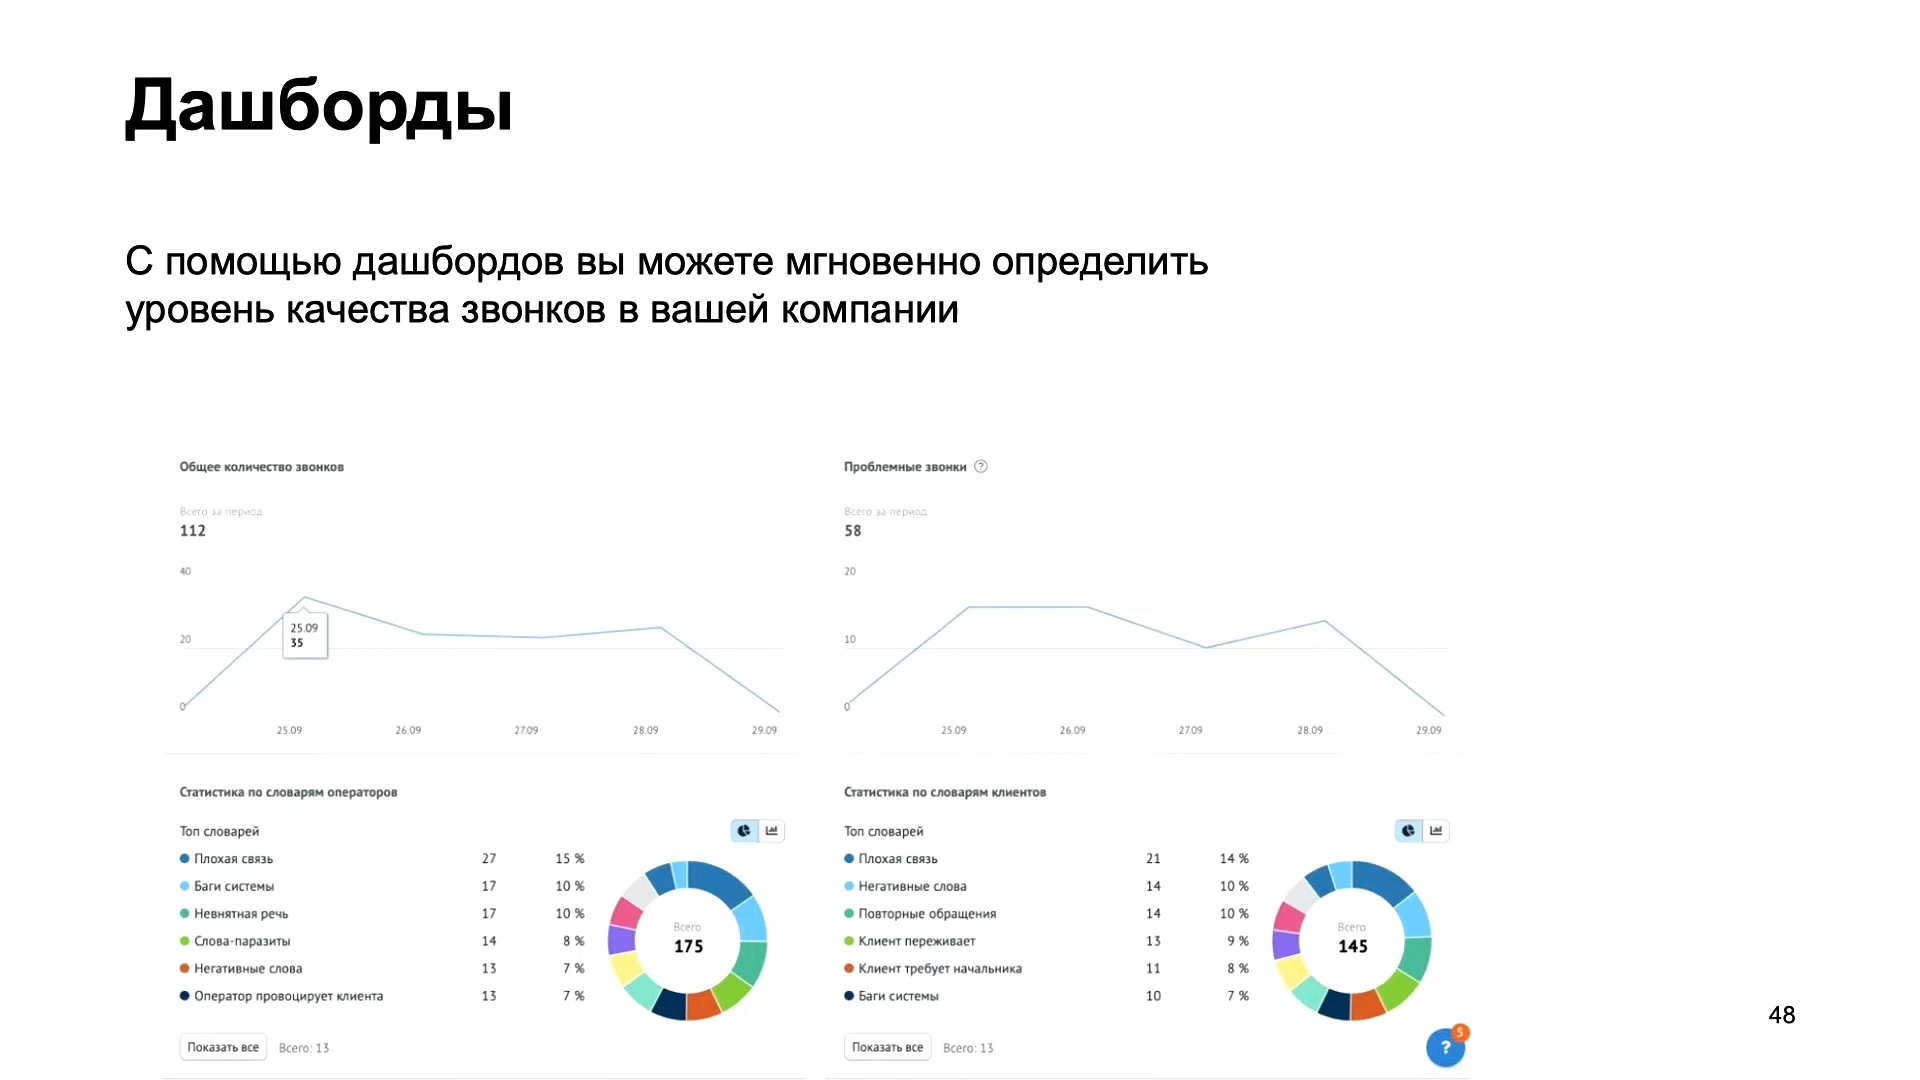 Дашборды
С помощью дашбордов вы можете мгновенно определить
уровень качества звонков в вашей компании
Общее количество звонков
Всего за период
112
40
20
0
25.09
35
25.09 26.09 27.09 28.09 29.09
Проблемные звонки ?
Всего за период
58
20
10
0
25.09 26.09 27.09 28.09 29.09
Статистика по словарям операторов
Топ словарей
Плохая связь 27 15 %
Баги системы 17 10 %
Невнятная речь 17 10 %
Слова-паразиты 14 8 %
Негативные слова 13 7 %
Оператор провоцирует клиента 13 7 %
Всего
175
Показать все Всего: 13
Статистика по словарям клиентов
Топ словарей
Плохая связь 21 14 %
Негативные слова 14 10 %
Повторные обращения 14 10 %
Клиент переживает 13 9 %
Клиент требует начальника 11 8 %
Баги системы 10 7 %
Всего
145
Показать все Всего: 13
? 5
48